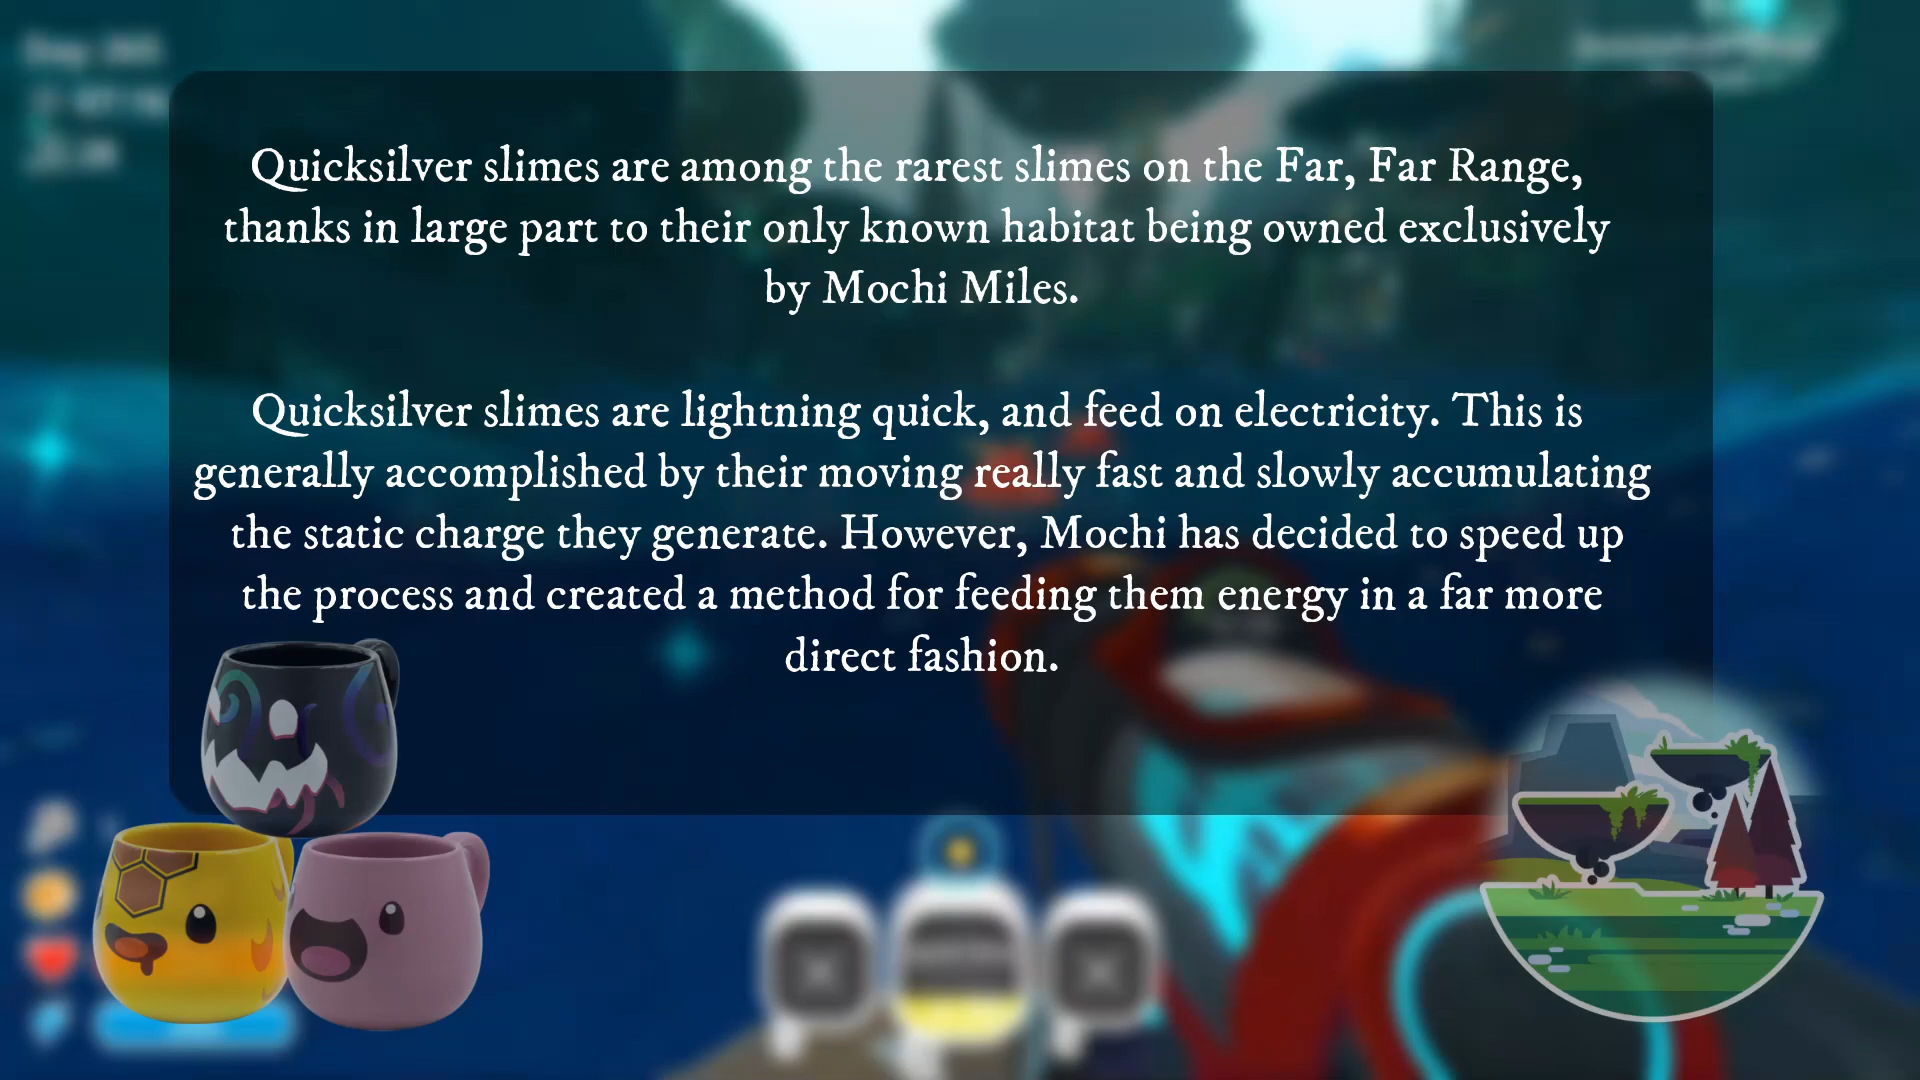 Quicksilver slimes are among the rarest slimes on the Far, Far Range,
thanks in large part to their only known habitat being owned exclusively
by Mochi Miles.
Quicksilver slimes are lightning quick, and feed on electricity. This is
generally accomplished by their moving really fast and slowly accumulating
the static charge they generate. However, Mochi has decided to speed up
the process and created a method for feeding them energy in a far more
direct fashion.